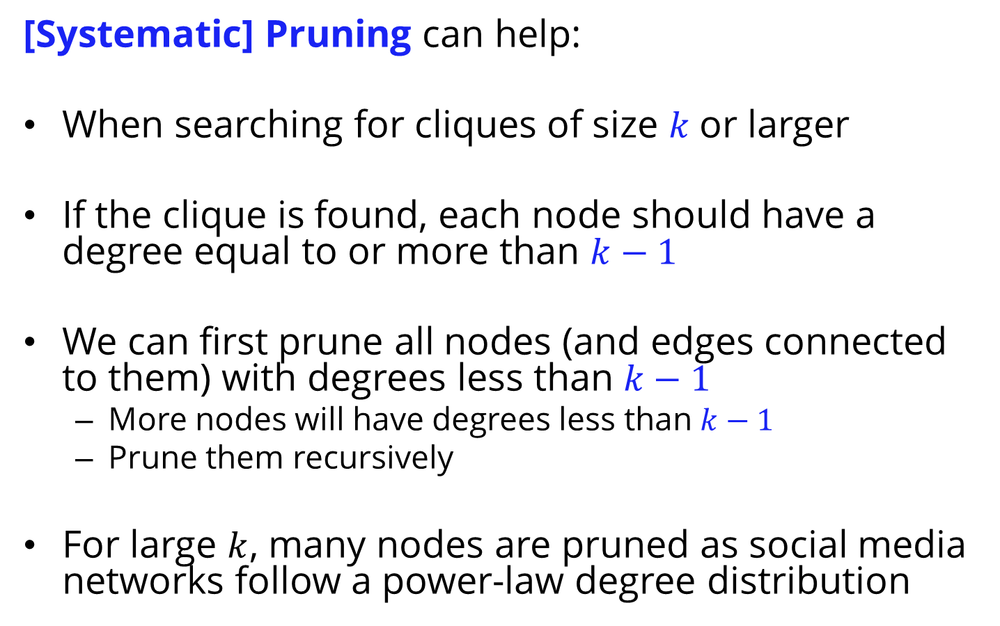 [Systematic] Pruning can help:
• When searching for cliques of size k or larger
• If the clique is found, each node should have a
degree equal to or more than k − 1
• We can first prune all nodes (and edges connected
to them) with degrees less than k − 1
– More nodes will have degrees less than k − 1
– Prune them recursively
• For large k, many nodes are pruned as social media
networks follow a power-law degree distribution